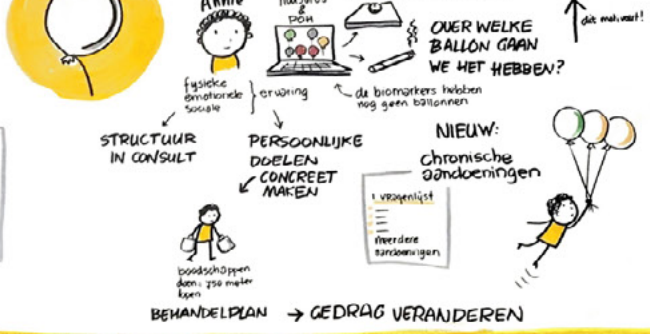 Annie
POH
OVER WELKE
BALLON GAAN
WE HET HEBBEN?
dit motiveert!
fysieke
emotionele
sociale
ervaring
de biomarkers hebben
nog geen ballonnen
STRUCTUUR
IN CONSULT
PERSOONLIJKE
DOELEN
CONCREET
MAKEN
NIEUW:
chronische
aandoeningen
1 vragenlijst
meerdere
aandoeningen
boodschappen
doen: 750 meter
lopen
BEHANDELPLAN → GEDRAG VERANDEREN